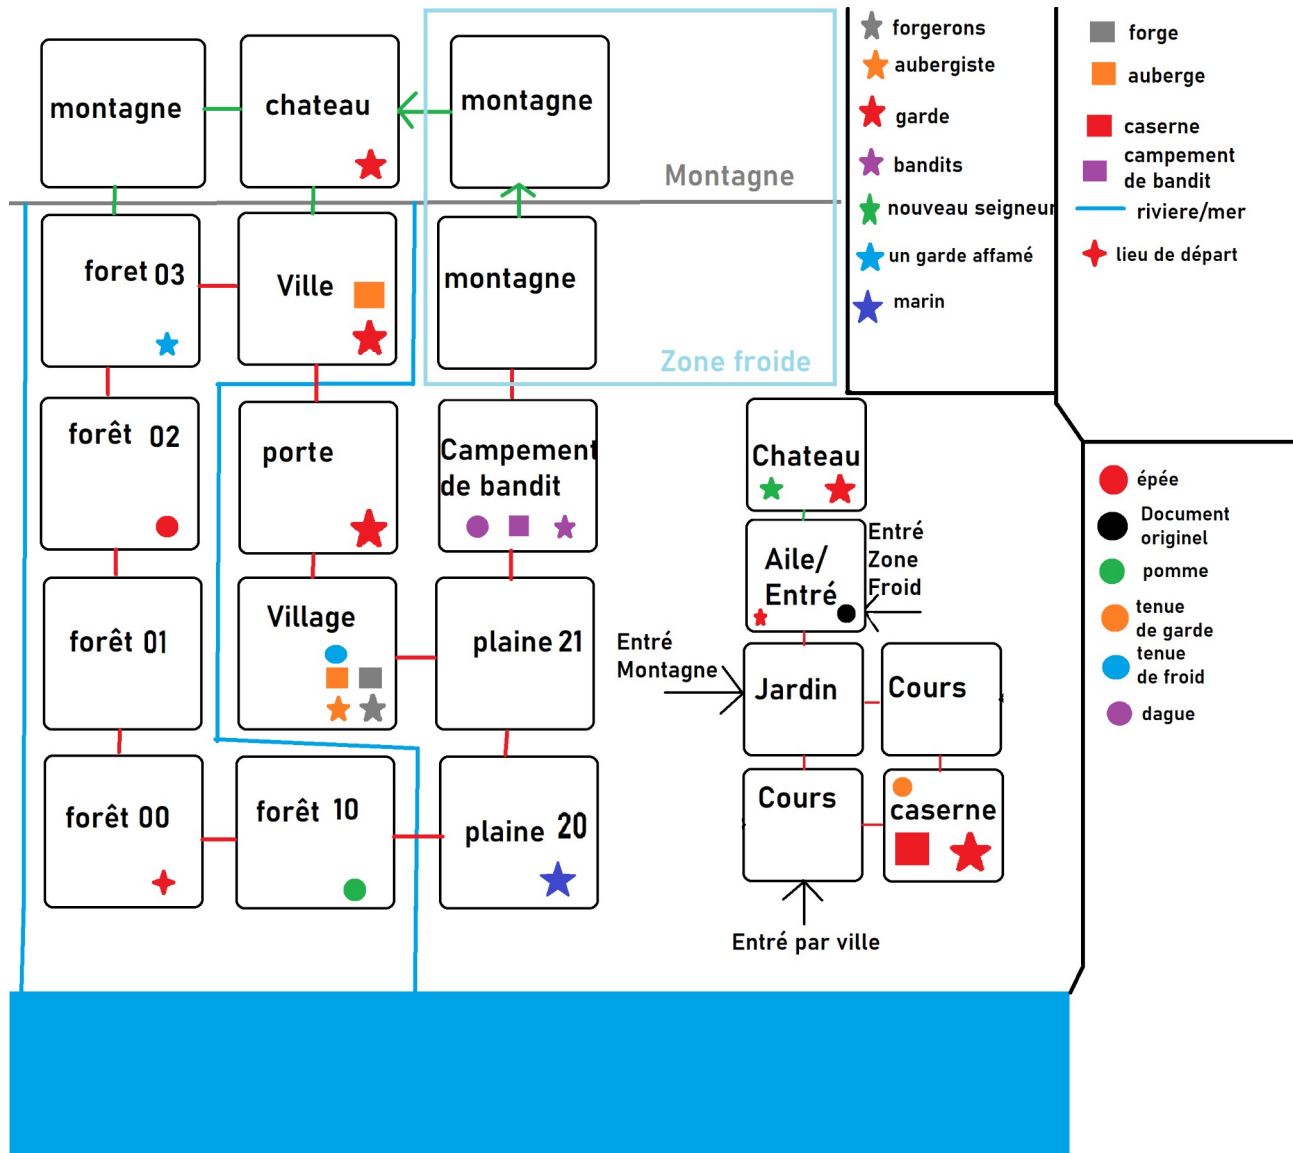 montagne
chateau
montagne
Montagne
foret 03
Ville
montagne
Zone froide
forêt 02
porte
Campement
de bandit
forêt 01
Village
plaine 21
forêt 00
forêt 10
plaine 20
forgerons
aubergiste
garde
bandits
nouveau seigneur
un garde affamé
marin
forge
auberge
caserne
campement
de bandit
riviere/mer
lieu de départ
Chateau
Aile/
Entré
Entré
Zone
Froid
Entré
Montagne
Jardin
Cours
Cours
caserne
Entré par ville
épée
Document
originel
pomme
tenue
de garde
tenue
de froid
dague